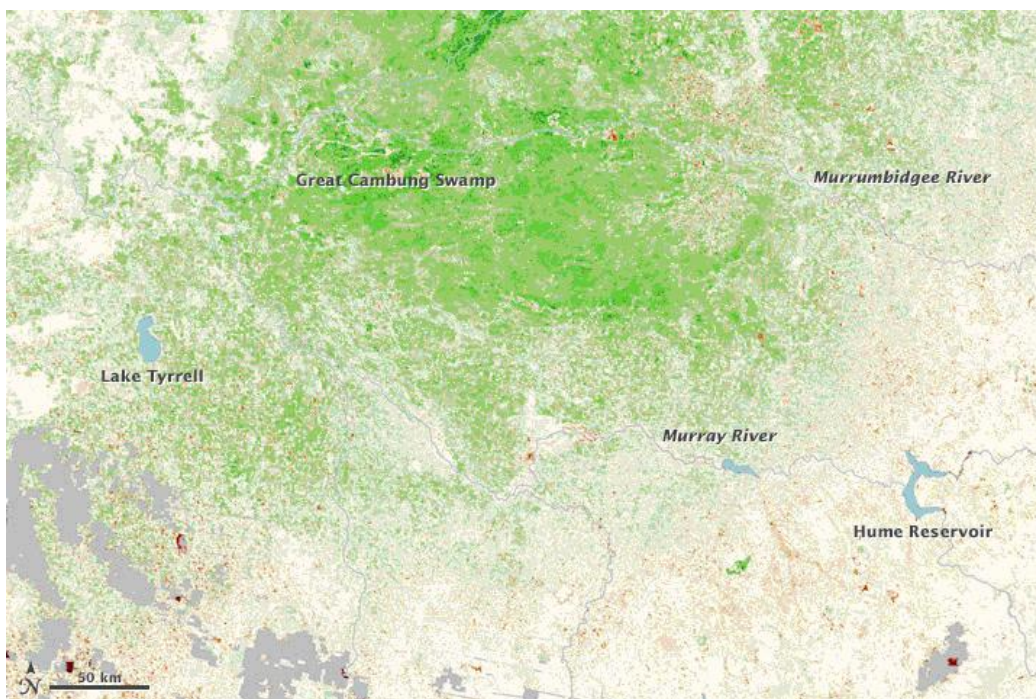 Great Cambung Swamp
Murrumbidgee River
Lake Tyrrell
Murray River
Hume Reservoir
N
50 km